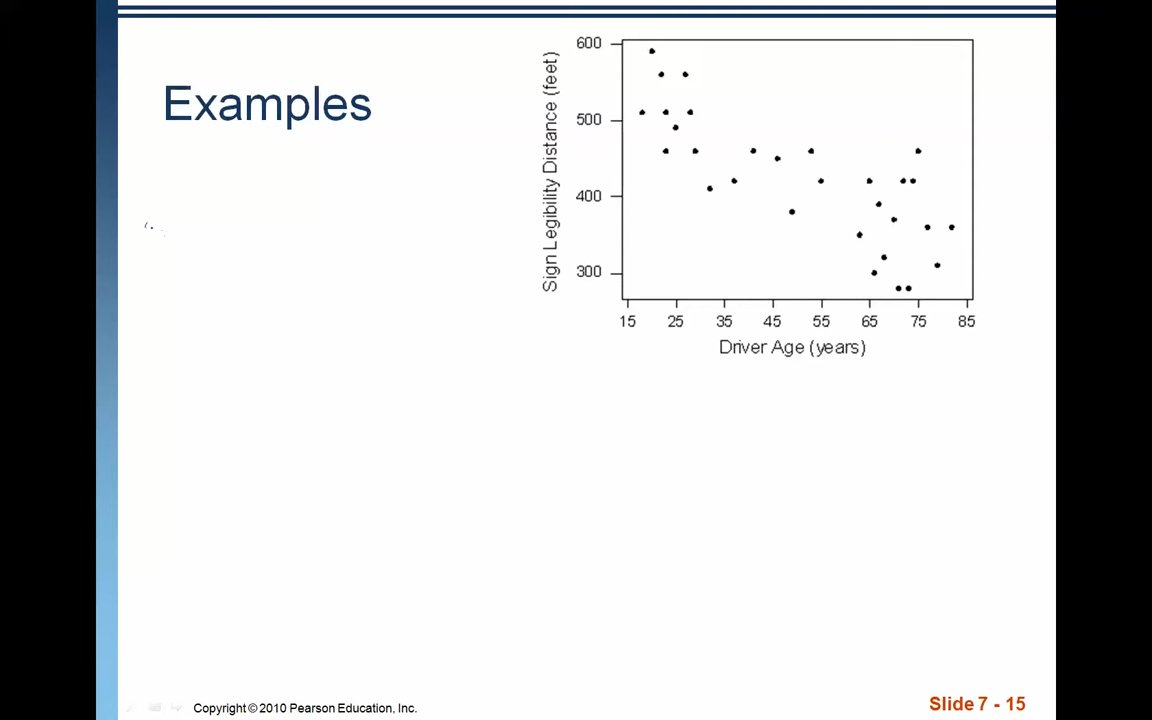 Examples
Sign Legibility Distance (feet)
600
500
400
300
15 25 35 45 55 65 75 85
Driver Age (years)
Copyright © 2010 Pearson Education, Inc.
Slide 7 - 15